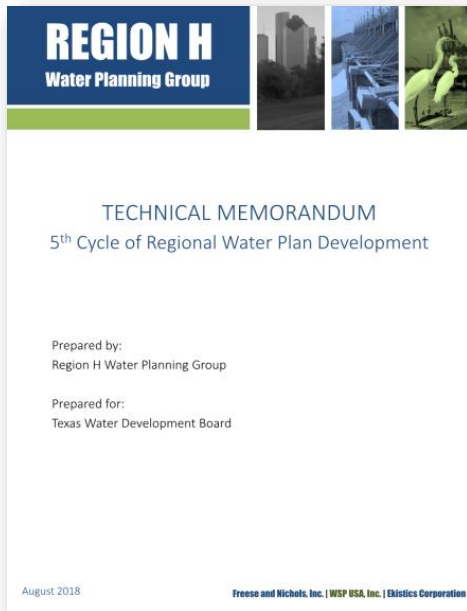 REGION H
Water Planning Group
TECHNICAL MEMORANDUM
5th Cycle of Regional Water Plan Development
Prepared by:
Region H Water Planning Group
Prepared for:
Texas Water Development Board
August 2018
Freese and Nichols, Inc. | WSP USA, Inc. | Ekistics Corporation